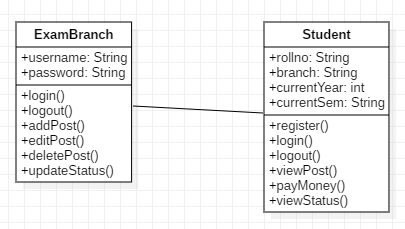 ExamBranch
+username: String
+password: String
+login()
+logout()
+addPost()
+editPost()
+deletePost()
+updateStatus()
Student
+rollno: String
+branch: String
+currentYear: int
+currentSem: String
+register()
+login()
+logout()
+viewPost()
+payMoney()
+viewStatus()